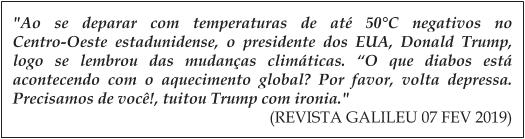 "Ao se deparar com temperaturas de até 50°C negativos no
Centro-Oeste estadunidense, o presidente dos EUA, Donald Trump,
logo se lembrou das mudanças climáticas. “O que diabos está
acontecendo com o aquecimento global? Por favor, volta depressa.
Precisamos de você!, tuitou Trump com ironia."
(REVISTA GALILEU 07 FEV 2019)